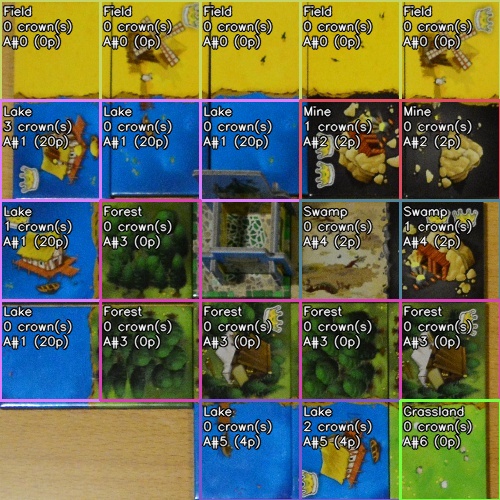 Field
0 crown(s)
A#0 (0p)
Field
0 crown(s)
A#0 (0p)
Field
0 crown(s)
A#0 (0p)
Field
0 crown(s)
A#0 (0p)
Field
0 crown(s)
A#0 (0p)
Lake
3 crown(s)
A#1 (20p)
Lake
0 crown(s)
A#1 (20p)
Lake
0 crown(s)
A#1 (20p)
Mine
1 crown(s)
A#2 (2p)
Mine
0 crown(s)
A#2 (2p)
Lake
1 crown(s)
A#1 (20p)
Forest
0 crown(s)
A#3 (0p)
Swamp
0 crown(s)
A#4 (2p)
Swamp
1 crown(s)
A#4 (2p)
Lake
0 crown(s)
A#1 (20p)
Forest
0 crown(s)
A#3 (0p)
Forest
0 crown(s)
A#3 (0p)
Forest
0 crown(s)
A#3 (0p)
Forest
0 crown(s)
A#3 (0p)
Lake
0 crown(s)
A#5 (4p)
Lake
2 crown(s)
A#5 (4p)
Grassland
0 crown(s)
A#6 (0p)